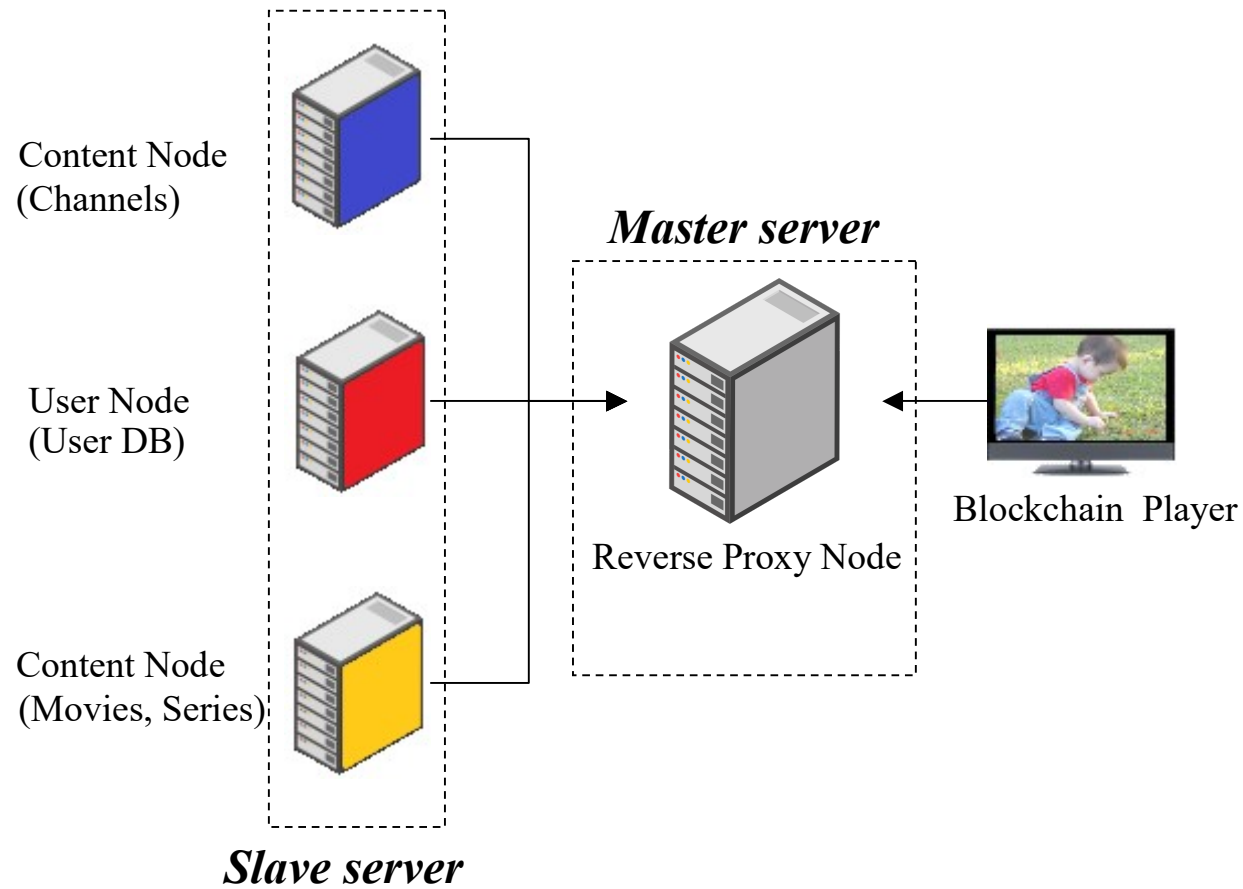 Content Node
(Channels)
Master server
User Node
(User DB)
Blockchain Player
Reverse Proxy Node
Content Node
(Movies, Series)
Slave server